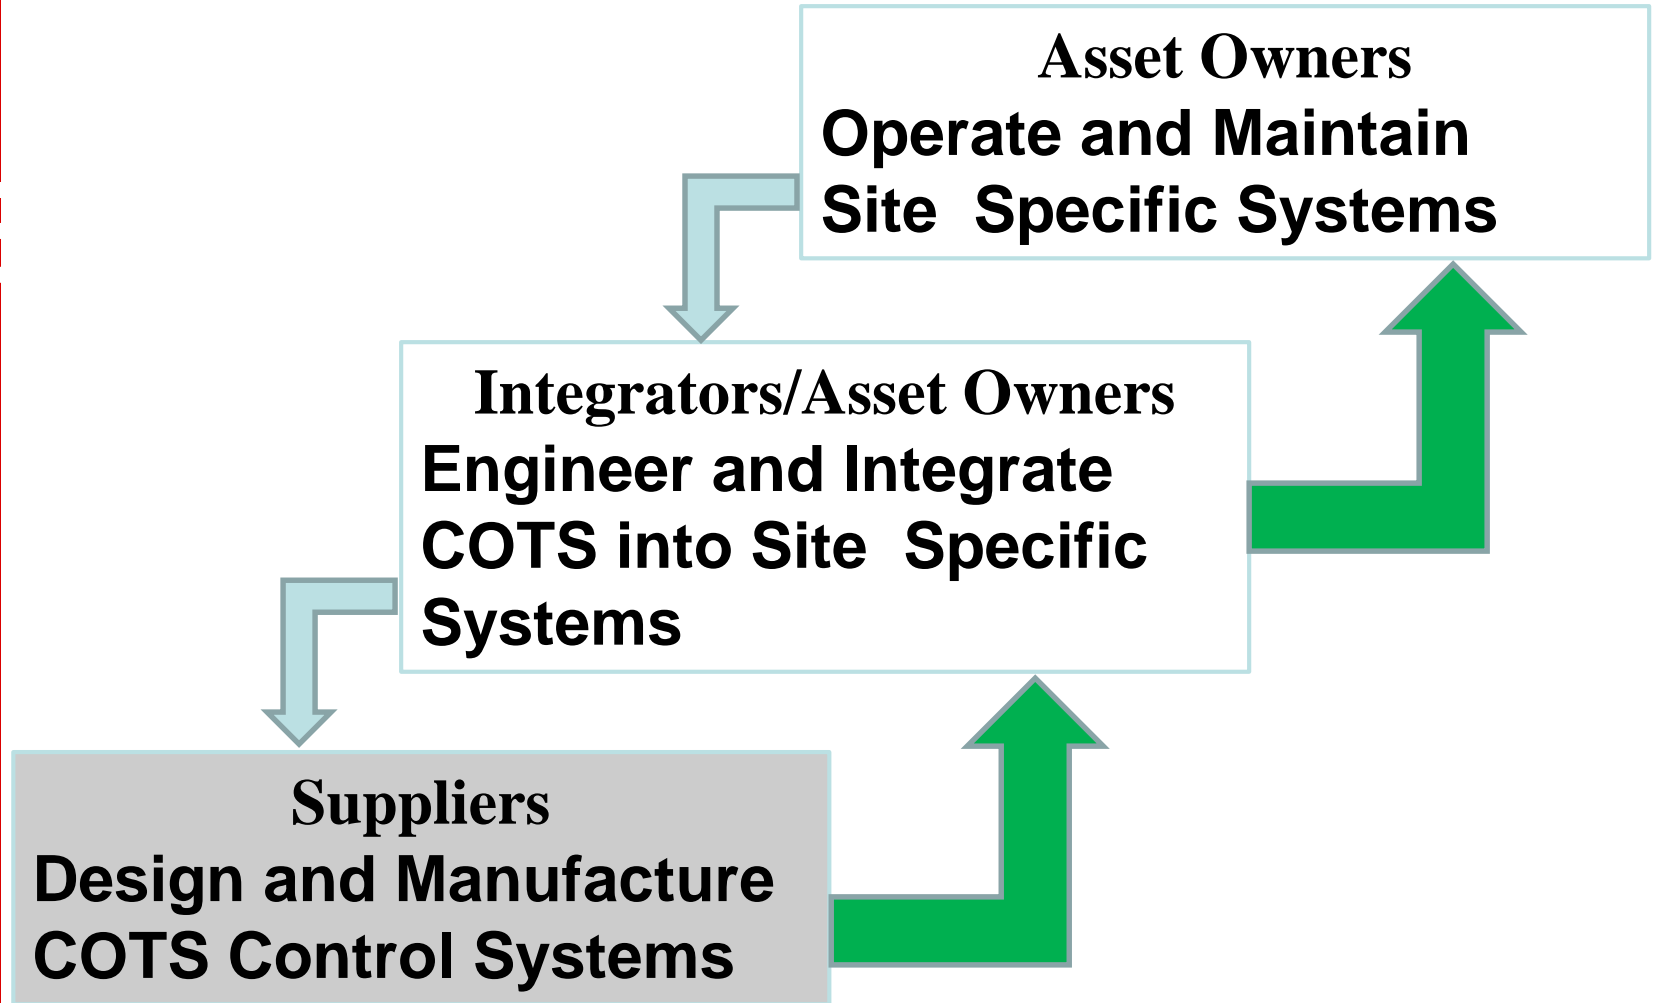 Asset Owners
Operate and Maintain
Site  Specific Systems
Integrators/Asset Owners
Engineer and Integrate
COTS into Site  Specific
Systems
Suppliers
Design and Manufacture
COTS Control Systems